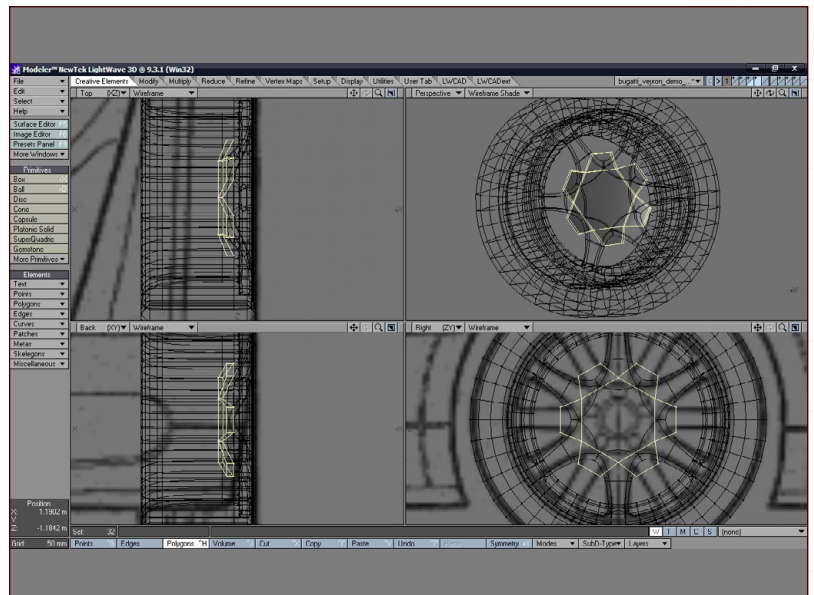 Modeler™ NewTek LightWave 3D ® 9.3.1 (Win32)
File
Creative Elements Modify Multiply Reduce Refine Vertex Maps Setup Display Utilities User Tab LWCAD LWCADext bugatti_veyron_demo_... 1
Edit
Select
Help
Top (XZ) Wireframe
Perspective Wireframe Shade
Surface Editor
Image Editor
Presets Panel
More Windows
Primitives
Box
Ball
Disc
Cone
Capsule
Platonic Solid
SuperQuadric
Gemstone
More Primitives
Elements
Text
Points
Polygons
Edges
Curves
Patches
Metas
Skelegons
Miscellaneous
Back (XY) Wireframe
Right (ZY) Wireframe
Position
X: 1.1902 m
Y:
Z: -1.1842 m
Sel: 32
W T M C S (none)
Grid: 50 mm Points Edges Polygons ^H Volume Cut Copy Paste Undo Symmetry Modes SubD-Type Layers